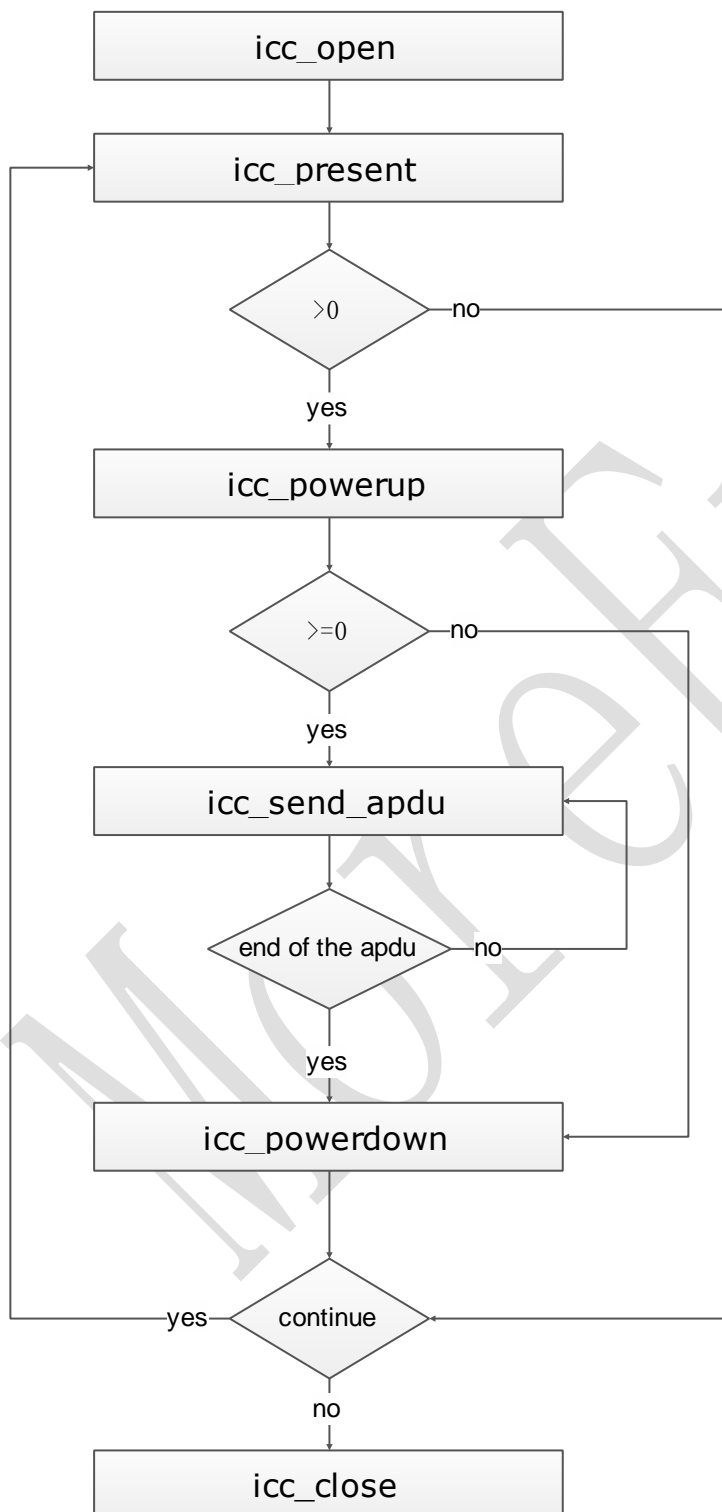 icc_open
icc_present
>0
no
yes
icc_powerup
>=0
no
yes
icc_send_apdu
end of the apdu
no
yes
icc_powerdown
yes
continue
no
icc_close